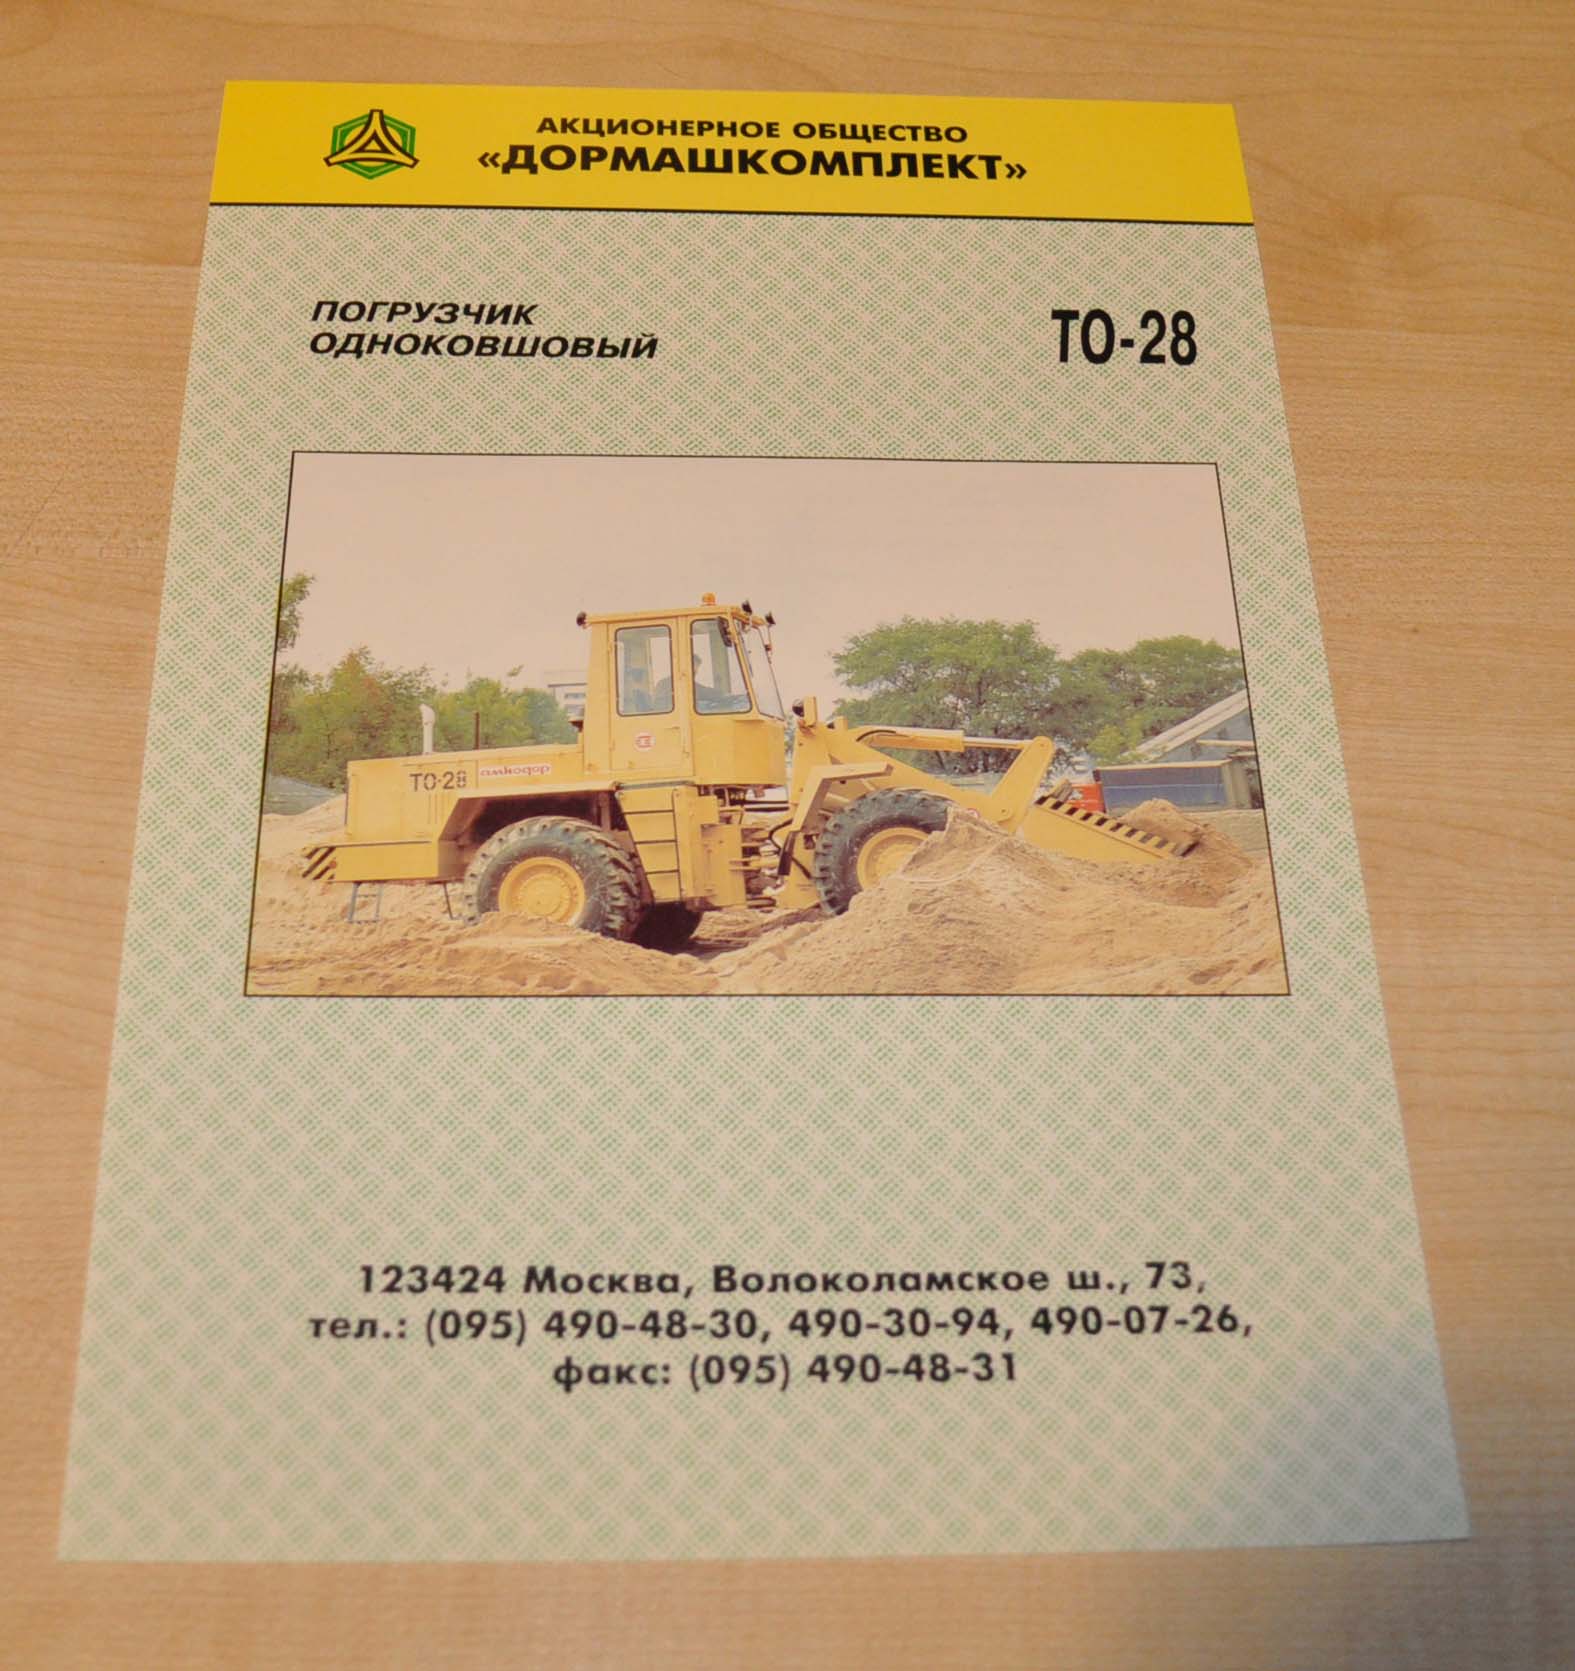 АКЦИОНЕРНОЕ ОБЩЕСТВО
«ДОРМАШКОМПЛЕКТ»
ПОГРУЗЧИК
ОДНОКОВШОВЫЙ
ТО-28
ТО-28 амкодор
123424 Москва, Волоколамское ш., 73,
тел.: (095) 490-48-30, 490-30-94, 490-07-26,
факс: (095) 490-48-31